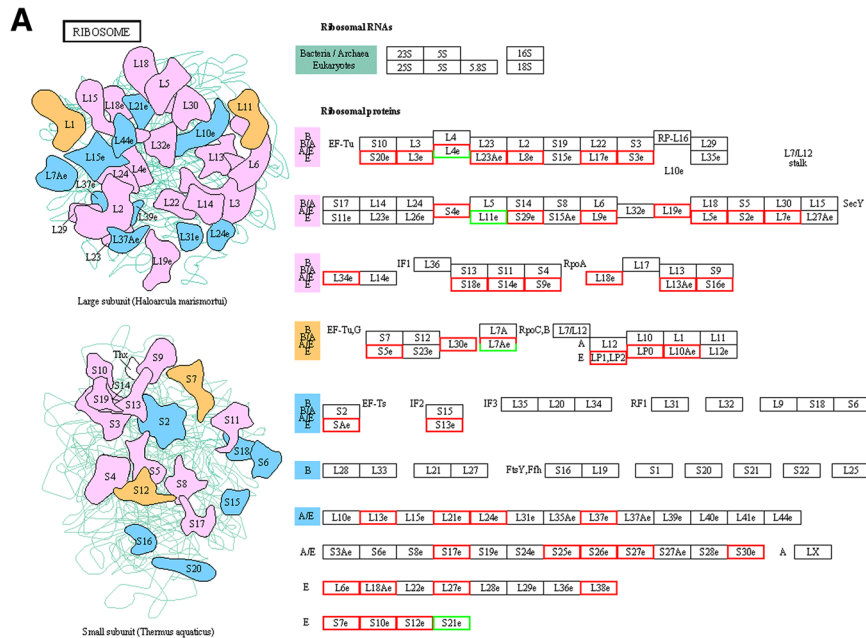 A
RIBOSOME
L18
L5
L15
L18e
L21e
L30
L11
L1
L44e
L10e
L32e
L15e
L13
L6
L7Ae
L24
L4e
L37e
L2
L22
L14
L3
L39e
L29
L37Ae
L31e
L24e
L23
L19e
Large subunit (Haloarcula marismortui)
Thx
S9
S10
S14
S7
S19
S13
S3
S2
S11
S18
S6
S4
S5
S8
S12
S15
S17
S16
S20
Small subunit (Thermus aquaticus)
Ribosomal RNAs
Bacteria / Archaea 23S 5S 16S
Eukaryotes 25S 5S 5.8S 18S
Ribosomal proteins
B
B/A EF-Tu S10 L3 L4 L23 L2 S19 L22 S3 RP-L16 L29
A/E
E S20e L3e L4e L23Ae L8e S15e L17e S3e L10e L35e
L7/L12
stalk
B
B/A S17 L14 L24 L5 S14 S8 L6 L18 S5 L30 L15 SecY
A/E
E S11e L23e L26e S4e L11e S29e S15Ae L9e L32e L19e L5e S2e L7e L27Ae
B IF1 L36 RpoA L17
B/A S13 S11 S4 L13 S9
A/E
E L34e L14e S18e S14e S9e L18e L13Ae S16e
B EF-Tu,G L7A RpoC,B L7/L12
B/A S7 S12 A L12 L10 L1 L11
A/E
E S5e S23e L30e L7Ae E LP1,LP2 LP0 L10Ae L12e
B EF-Ts IF2 IF3 L35 L20 L34 RF1 L31 L32 L9 S18 S6
B/A S2 S15
A/E
E SAe S13e
B L28 L33 L21 L27 FtsY,Ffh S16 L19 S1 S20 S21 S22 L25
A/E L10e L13e L15e L21e L24e L31e L35Ae L37e L37Ae L39e L40e L41e L44e
A/E S3Ae S6e S8e S17e S19e S24e S25e S26e S27e S27Ae S28e S30e A LX
E L6e L18Ae L22e L27e L28e L29e L36e L38e
E S7e S10e S12e S21e